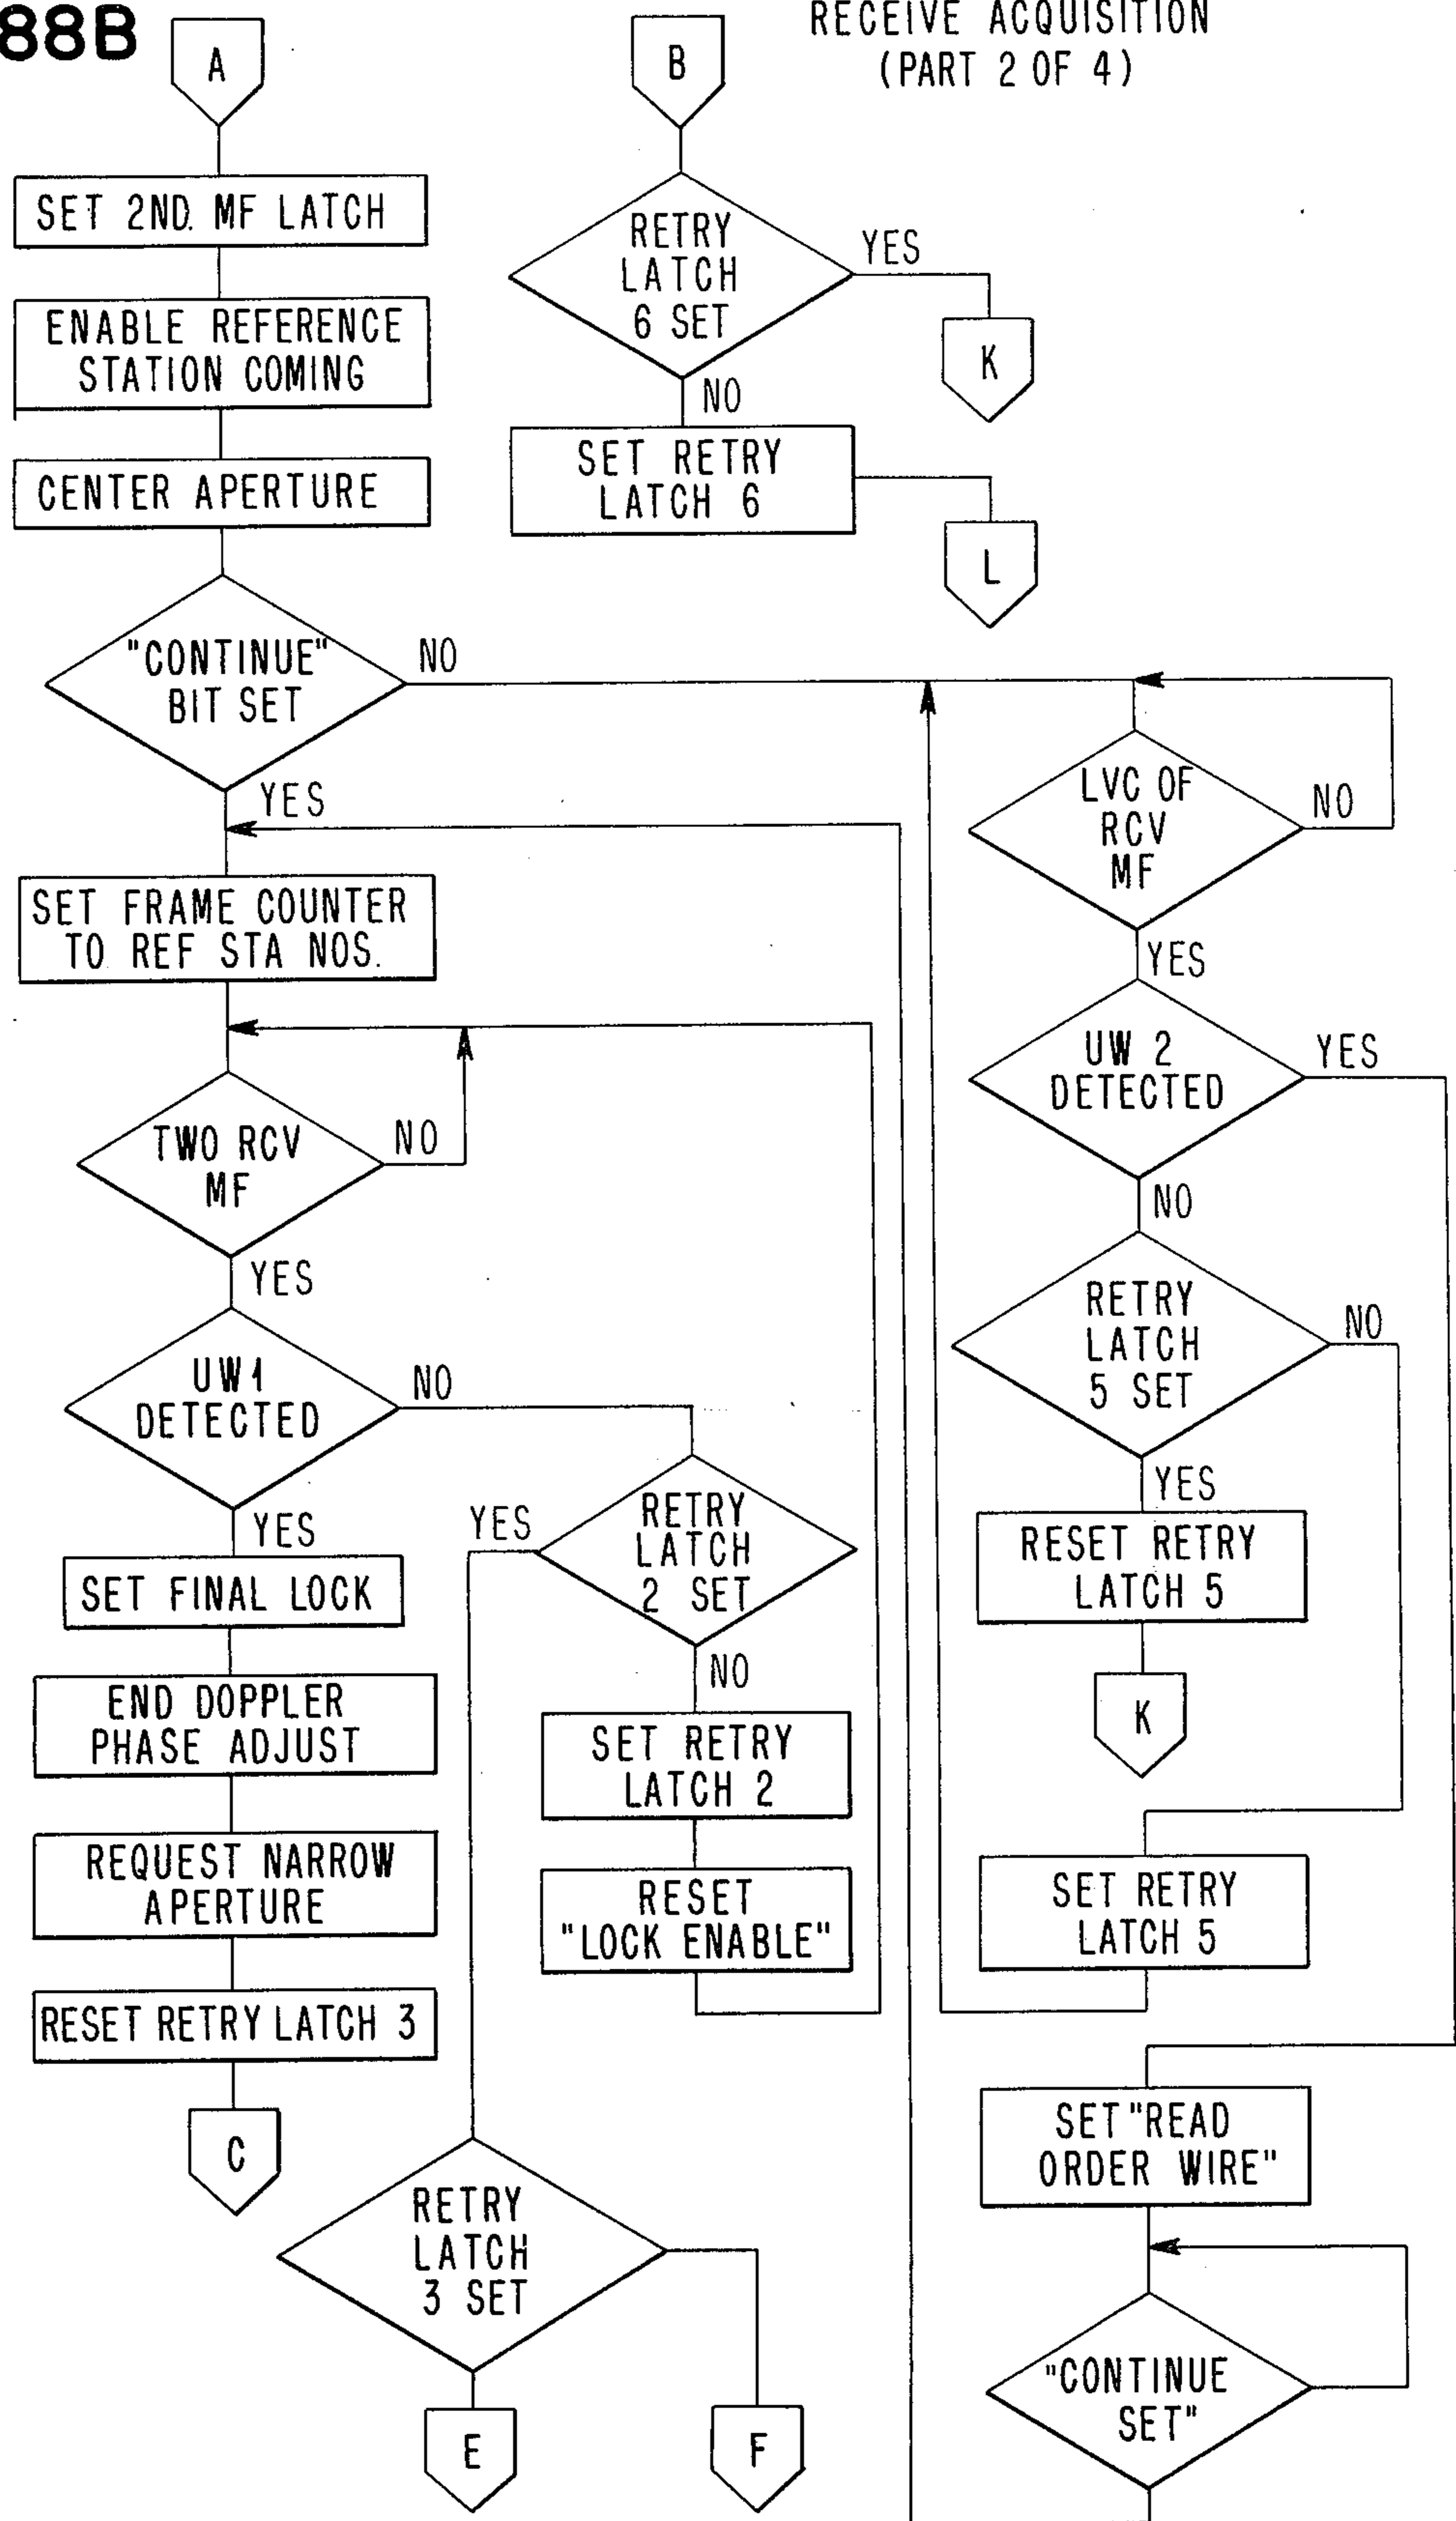 88B
RECEIVE ACQUISITION
(PART 2 OF 4)
A
SET 2ND. MF LATCH
ENABLE REFERENCE
STATION COMING
CENTER APERTURE
"CONTINUE"
BIT SET
NO
YES
SET FRAME COUNTER
TO REF STA NOS.
TWO RCV
MF
NO
YES
UW1
DETECTED
NO
YES
SET FINAL LOCK
END DOPPLER
PHASE ADJUST
REQUEST NARROW
APERTURE
RESET RETRY LATCH 3
C
B
RETRY
LATCH
6 SET
YES
K
NO
SET RETRY
LATCH 6
L
RETRY
LATCH
2 SET
YES
NO
SET RETRY
LATCH 2
RESET
"LOCK ENABLE"
RETRY
LATCH
3 SET
E
F
LVC OF
RCV
MF
NO
YES
UW 2
DETECTED
YES
NO
RETRY
LATCH
5 SET
NO
YES
RESET RETRY
LATCH 5
K
SET RETRY
LATCH 5
SET "READ
ORDER WIRE"
"CONTINUE
SET"